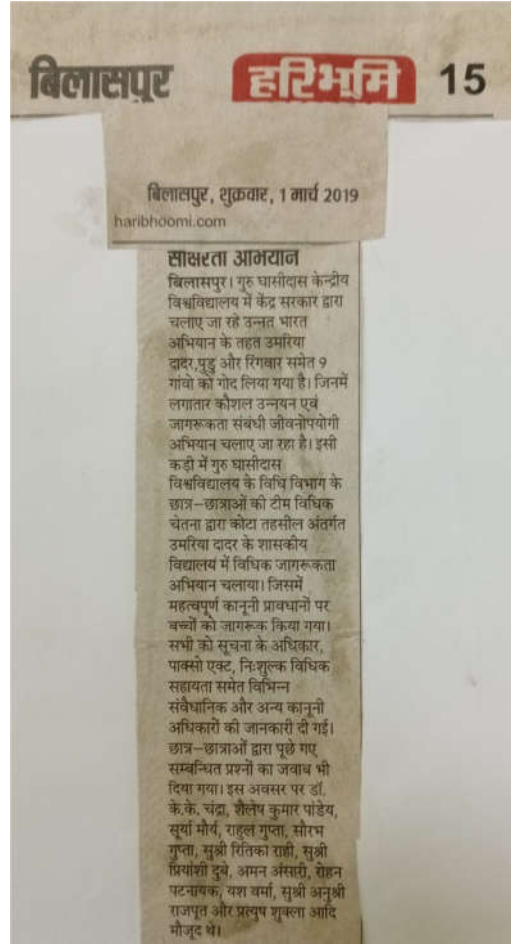 बिलासपुर हरिभूमि 15
बिलासपुर, शुक्रवार, 1 मार्च 2019
haribhoomi.com
साक्षरता अभियान
बिलासपुर। गुरु घासीदास केन्द्रीय
विश्वविद्यालय में केंद्र सरकार द्वारा
चलाए जा रहे उन्नत भारत
अभियान के तहत उमरिया
दादर,पुडु और रिंगवार समेत 9
गांवो को गोद लिया गया है। जिनमें
लगातार कौशल उन्नयन एवं
जागरूकता संबंधी जीवनोपयोगी
अभियान चलाए जा रहा है। इसी
कड़ी में गुरु घासीदास
विश्वविद्यालय के विधि विभाग के
छात्र–छात्राओं की टीम विधिक
चेतना द्वारा कोटा तहसील अंतर्गत
उमरिया दादर के शासकीय
विद्यालय में विधिक जागरूकता
अभियान चलाया। जिसमें
महत्वपूर्ण कानूनी प्रावधानों पर
बच्चों को जागरूक किया गया।
सभी को सूचना के अधिकार,
पाक्सो एक्ट, निःशुल्क विधिक
सहायता समेत विभिन्न
संवैधानिक और अन्य कानूनी
अधिकारों की जानकारी दी गई।
छात्र–छात्राओं द्वारा पूछे गए
सम्बन्धित प्रश्नों का जवाब भी
दिया गया। इस अवसर पर डॉ.
के.के. चंद्रा, शैलेष कुमार पांडेय,
सूर्या मौर्य, राहुल गुप्ता, सौरभ
गुप्ता, सुश्री रितिका राही, सुश्री
प्रियांशी दुबे, अमन अंसारी, रोहन
पटनायक, यश वर्मा, सुश्री अनुश्री
राजपूत और प्रत्युष शुक्ला आदि
मौजूद थे।